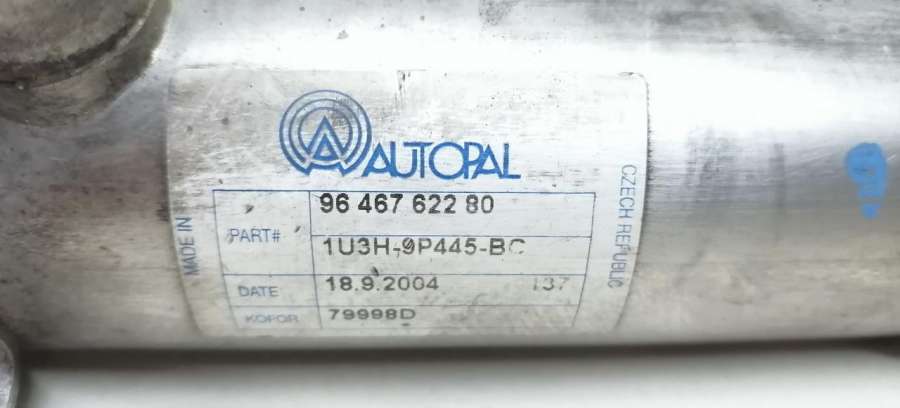 AUTOPAL
MADE IN
CZECH REPUBLIC
PART#
96 467 622 80
1U3H-9P445-BC
DATE
18.9.2004 137
KOFOR
79998D